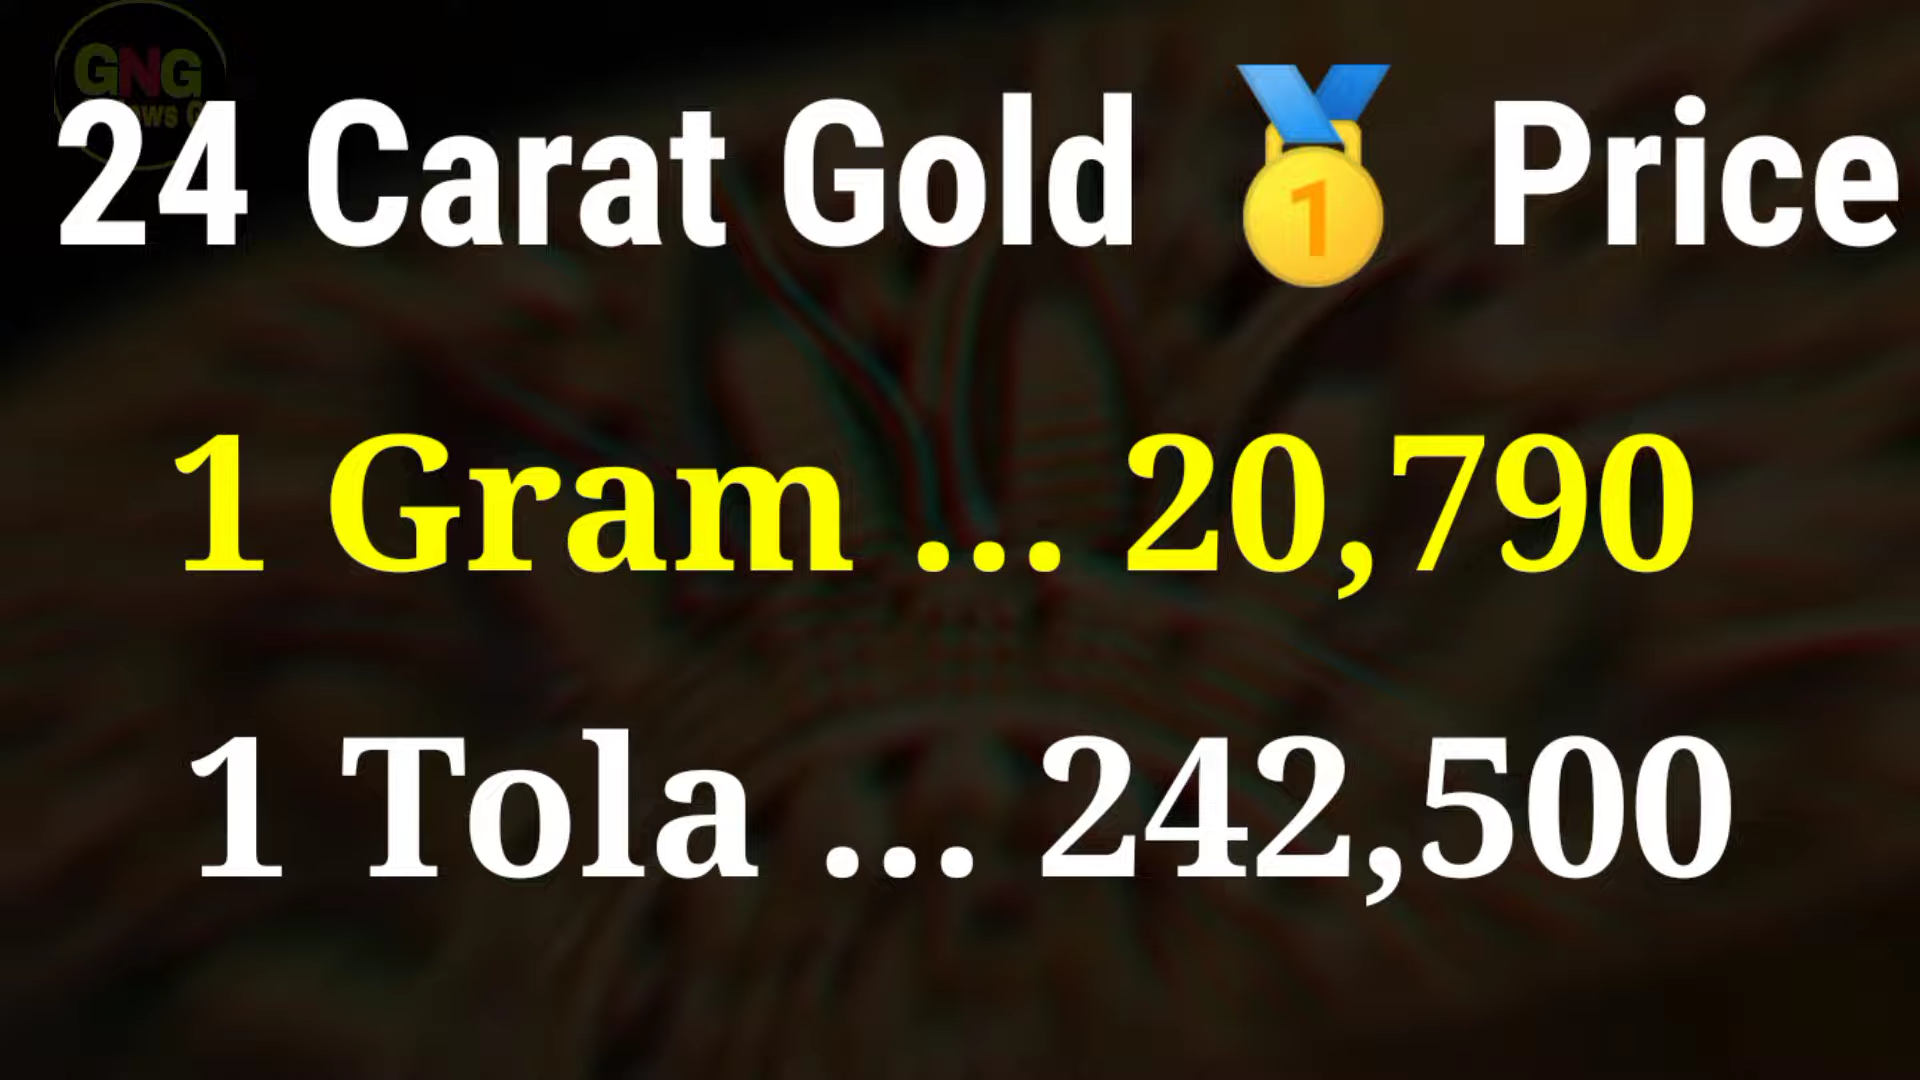 GNG
24 Carat Gold 🥇 Price
1 Gram ... 20,790
1 Tola ... 242,500